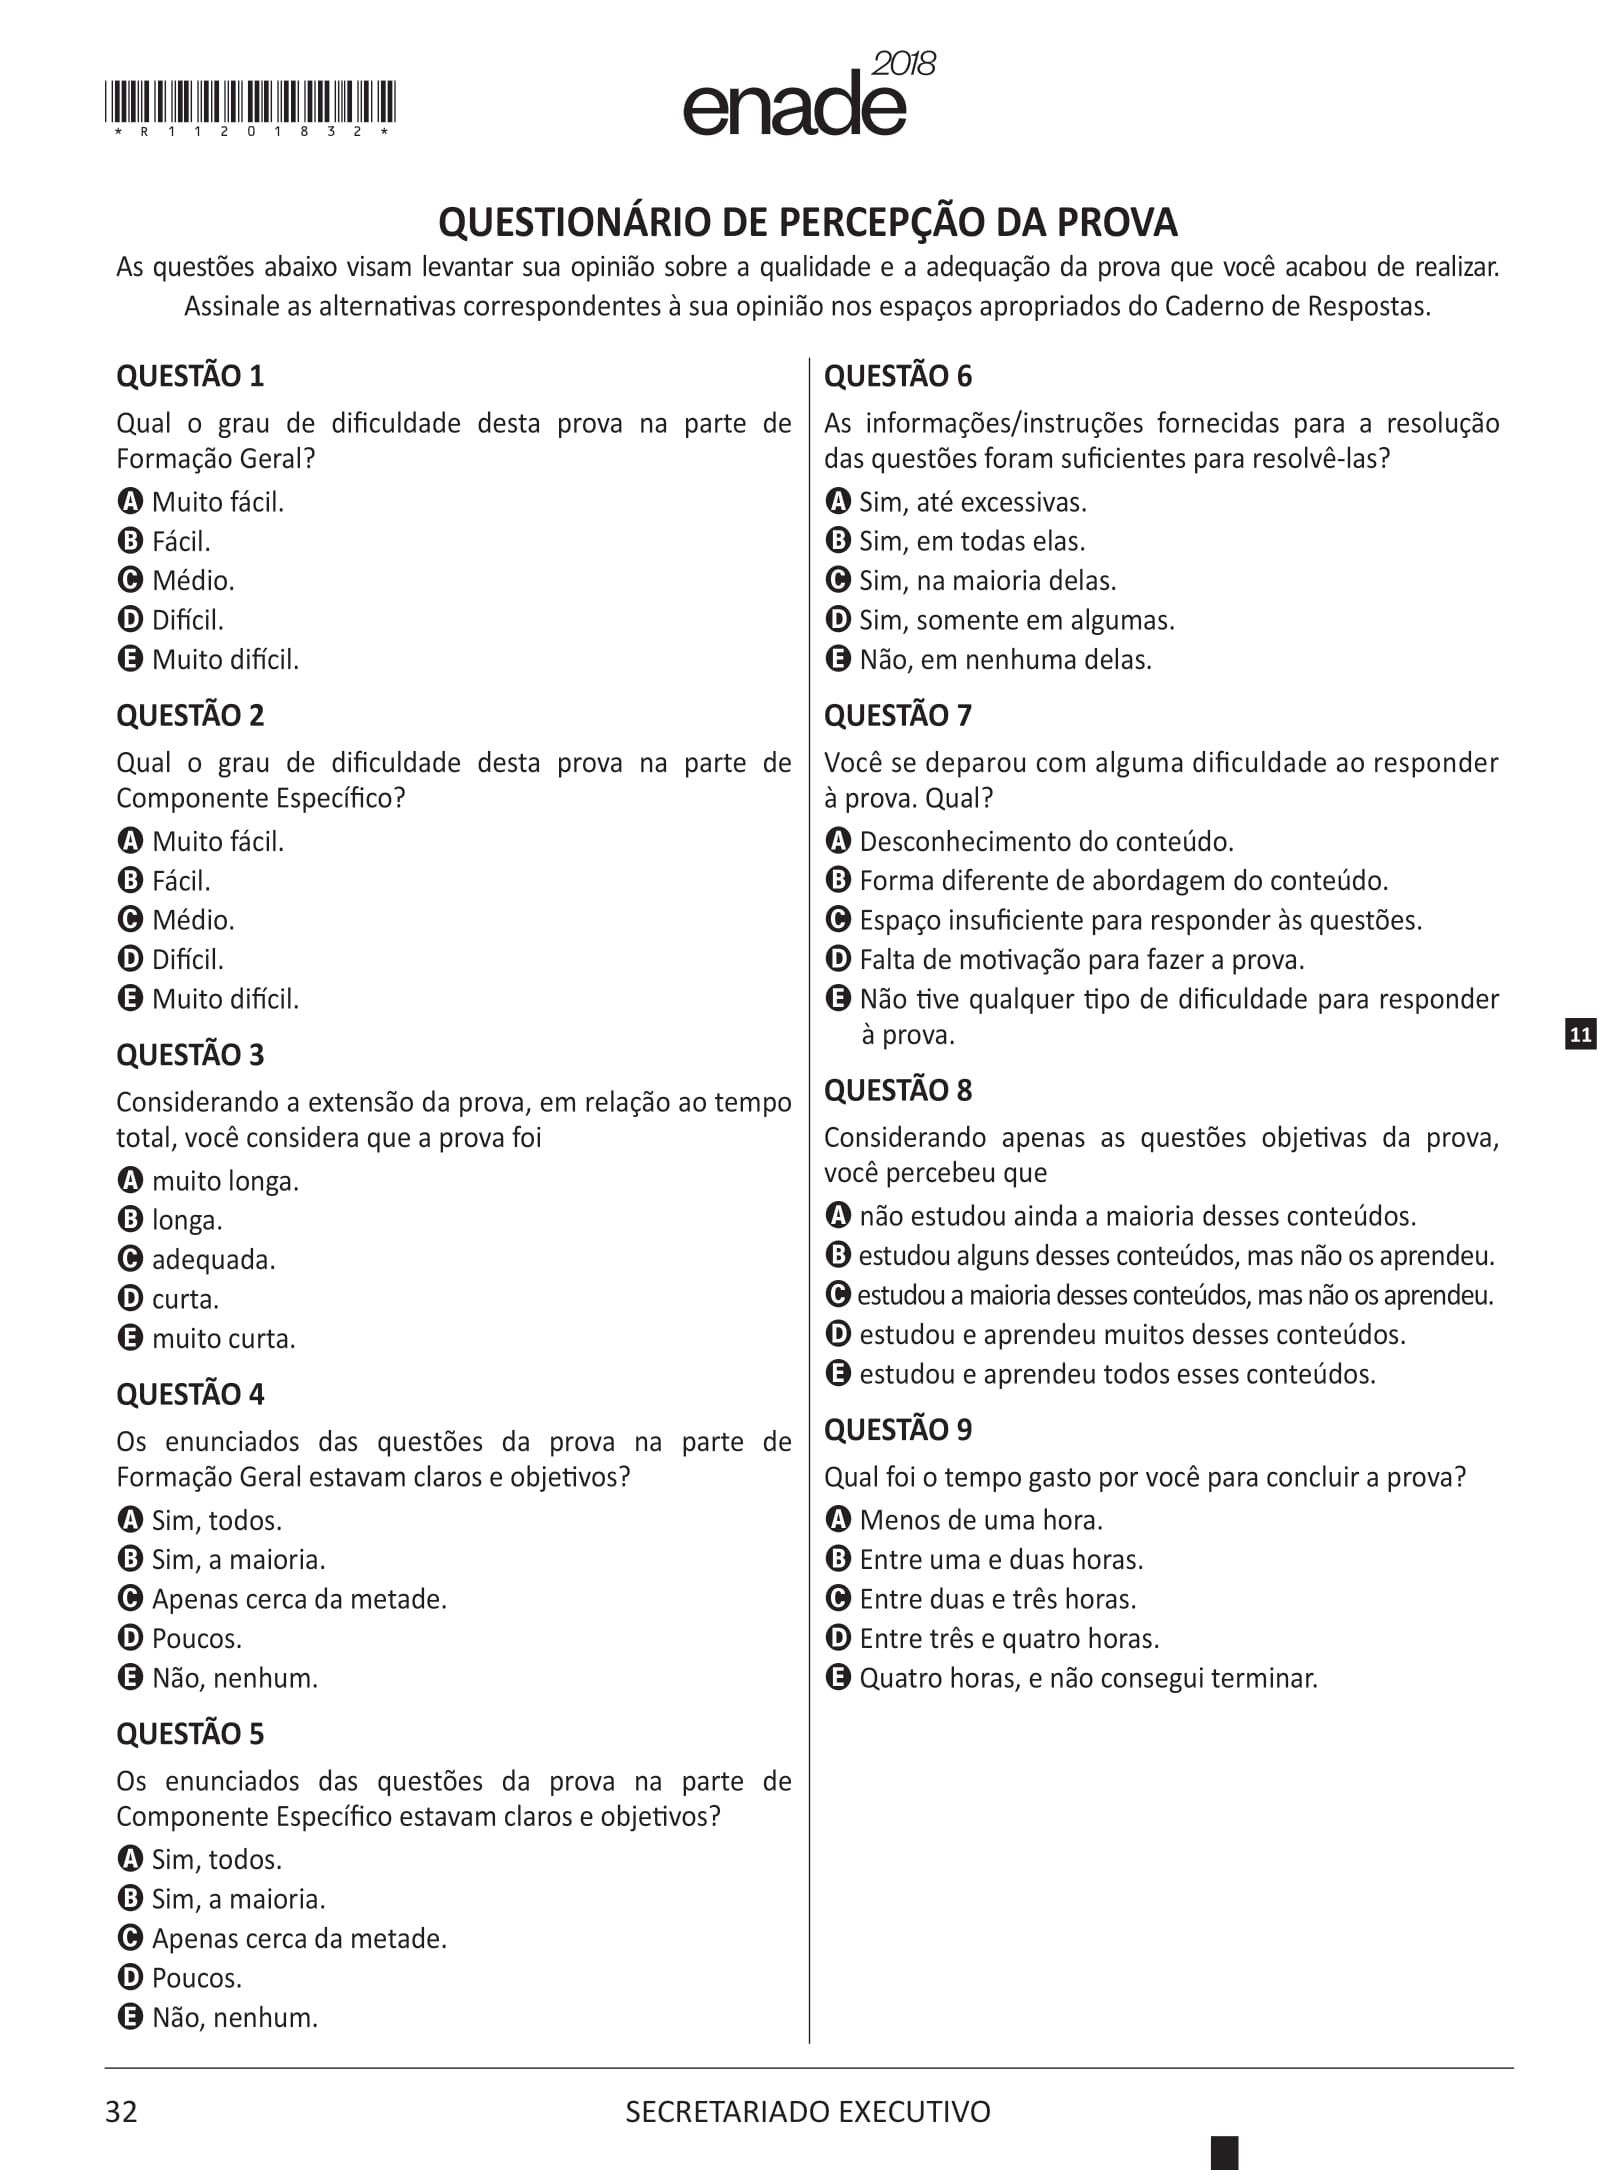 *R11201832*
enade 2018
QUESTIONÁRIO DE PERCEPÇÃO DA PROVA
As questões abaixo visam levantar sua opinião sobre a qualidade e a adequação da prova que você acabou de realizar.
Assinale as alternativas correspondentes à sua opinião nos espaços apropriados do Caderno de Respostas.
QUESTÃO 1
Qual o grau de dificuldade desta prova na parte de
Formação Geral?
A Muito fácil.
B Fácil.
C Médio.
D Difícil.
E Muito difícil.
QUESTÃO 2
Qual o grau de dificuldade desta prova na parte de
Componente Específico?
A Muito fácil.
B Fácil.
C Médio.
D Difícil.
E Muito difícil.
QUESTÃO 3
Considerando a extensão da prova, em relação ao tempo
total, você considera que a prova foi
A muito longa.
B longa.
C adequada.
D curta.
E muito curta.
QUESTÃO 4
Os enunciados das questões da prova na parte de
Formação Geral estavam claros e objetivos?
A Sim, todos.
B Sim, a maioria.
C Apenas cerca da metade.
D Poucos.
E Não, nenhum.
QUESTÃO 5
Os enunciados das questões da prova na parte de
Componente Específico estavam claros e objetivos?
A Sim, todos.
B Sim, a maioria.
C Apenas cerca da metade.
D Poucos.
E Não, nenhum.
QUESTÃO 6
As informações/instruções fornecidas para a resolução
das questões foram suficientes para resolvê-las?
A Sim, até excessivas.
B Sim, em todas elas.
C Sim, na maioria delas.
D Sim, somente em algumas.
E Não, em nenhuma delas.
QUESTÃO 7
Você se deparou com alguma dificuldade ao responder
à prova. Qual?
A Desconhecimento do conteúdo.
B Forma diferente de abordagem do conteúdo.
C Espaço insuficiente para responder às questões.
D Falta de motivação para fazer a prova.
E Não tive qualquer tipo de dificuldade para responder
à prova.
QUESTÃO 8
Considerando apenas as questões objetivas da prova,
você percebeu que
A não estudou ainda a maioria desses conteúdos.
B estudou alguns desses conteúdos, mas não os aprendeu.
C estudou a maioria desses conteúdos, mas não os aprendeu.
D estudou e aprendeu muitos desses conteúdos.
E estudou e aprendeu todos esses conteúdos.
QUESTÃO 9
Qual foi o tempo gasto por você para concluir a prova?
A Menos de uma hora.
B Entre uma e duas horas.
C Entre duas e três horas.
D Entre três e quatro horas.
E Quatro horas, e não consegui terminar.
11
32
SECRETARIADO EXECUTIVO